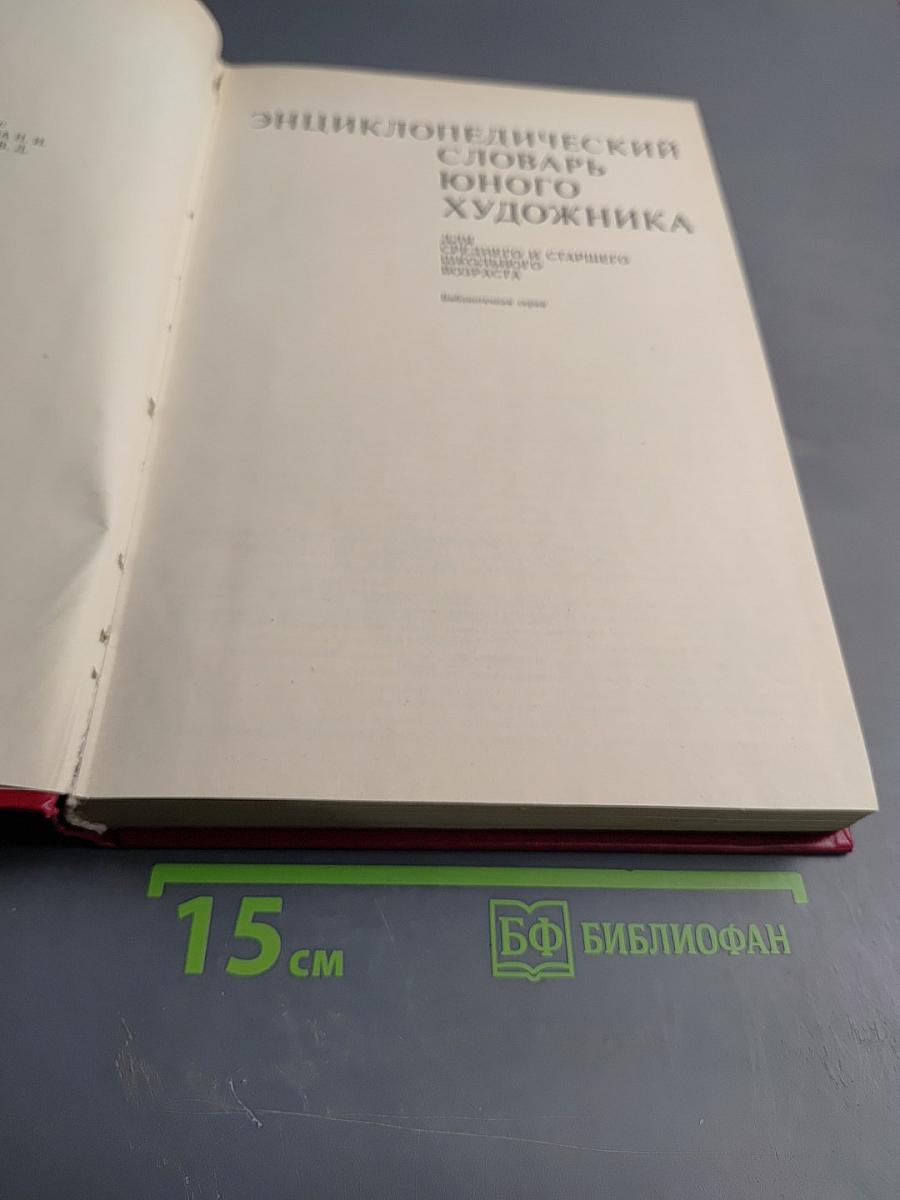 А Н. И.
В. Д.
ЭНЦИКЛОПЕДИЧЕСКИЙ
СЛОВАРЬ
ЮНОГО
ХУДОЖНИКА
ДЛЯ
СРЕДНЕГО И СТАРШЕГО
ШКОЛЬНОГО
ВОЗРАСТА
Библиотечная серия
15 см
БФ БИБЛИОФАН